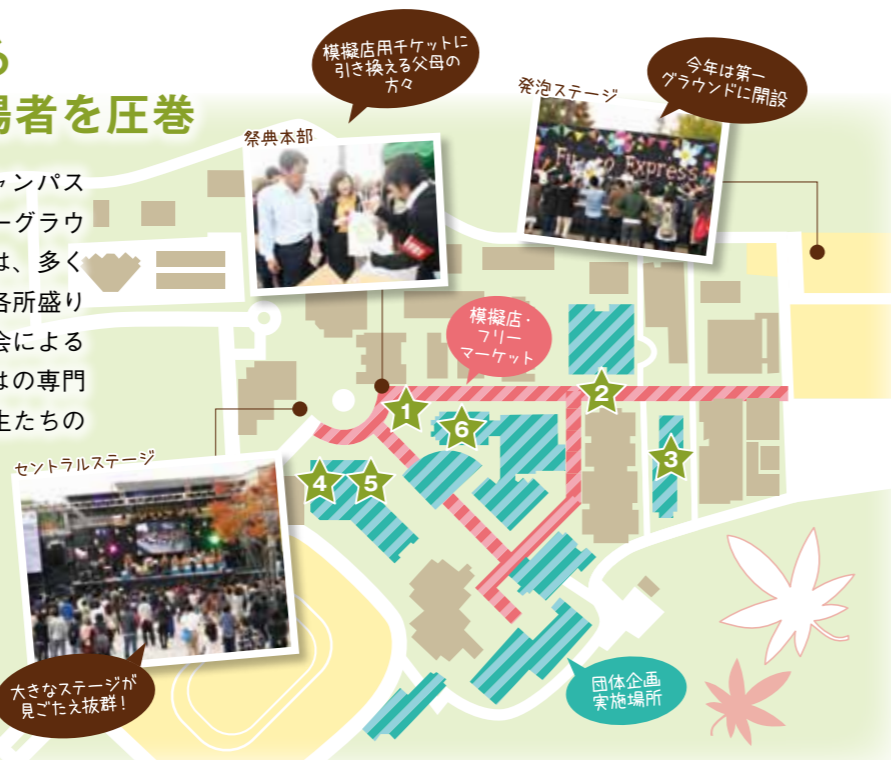 る
場者を圧巻
ャンパス
ーグラウ
は、多く
各所盛り
会による
はの専門
生たちの
模擬店用チケットに
引き換える父母の
方々
祭典本部
発泡ステージ
今年は第一
グラウンドに開設
Express
模擬店・
フリー
マーケット
1
2
3
4
5
6
セントラルステージ
大きなステージが
見ごたえ抜群!
団体企画
実施場所